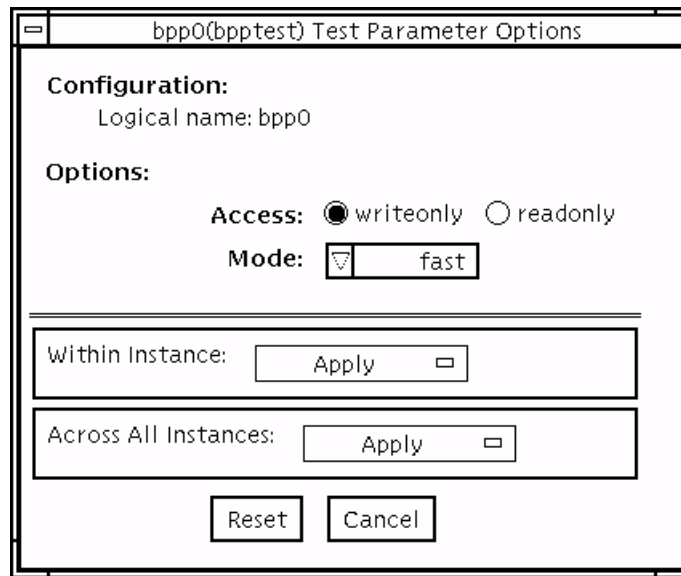 bpp0(bpptest) Test Parameter Options
Configuration:
Logical name: bpp0
Options:
Access: writeonly readonly
Mode: fast
Within Instance: Apply
Across All Instances: Apply
Reset Cancel